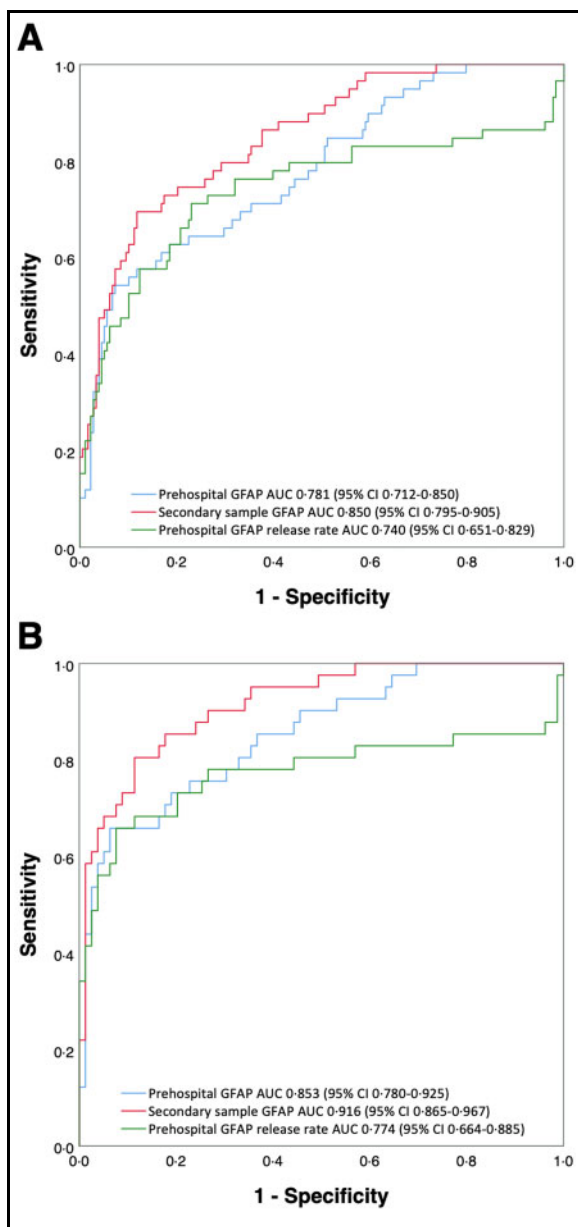 A
1·0
0·8
0·6
0·4
0·2
0·0
Sensitivity
Prehospital GFAP AUC 0·781 (95% CI 0·712-0·850)
Secondary sample GFAP AUC 0·850 (95% CI 0·795-0·905)
Prehospital GFAP release rate AUC 0·740 (95% CI 0·651-0·829)
0·0 0·2 0·4 0·6 0·8 1·0
1 - Specificity
B
1·0
0·8
0·6
0·4
0·2
0·0
Sensitivity
Prehospital GFAP AUC 0·853 (95% CI 0·780-0·925)
Secondary sample GFAP AUC 0·916 (95% CI 0·865-0·967)
Prehospital GFAP release rate AUC 0·774 (95% CI 0·664-0·885)
0·0 0·2 0·4 0·6 0·8 1·0
1 - Specificity